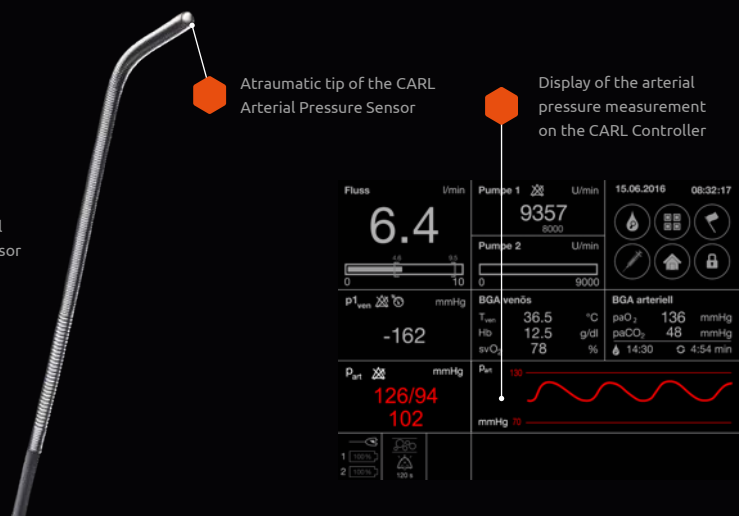 Atraumatic tip of the CARL
Arterial Pressure Sensor
Display of the arterial
pressure measurement
on the CARL Controller
l
sor
Fluss l/min
6.4
4.8 9.5
0 10
Pumpe 1 U/min
9357
8000
Pumpe 2 U/min
0 9000
15.06.2016 08:32:17
p1ven mmHg
-162
BGA venös
Tven 36.5 °C
Hb 12.5 g/dl
svO2 78 %
BGA arteriell
paO2 136 mmHg
paCO2 48 mmHg
14:30 4:54 min
Part mmHg
126/94
102
Part
mmHg 70
1 100%
2 100%
120 s